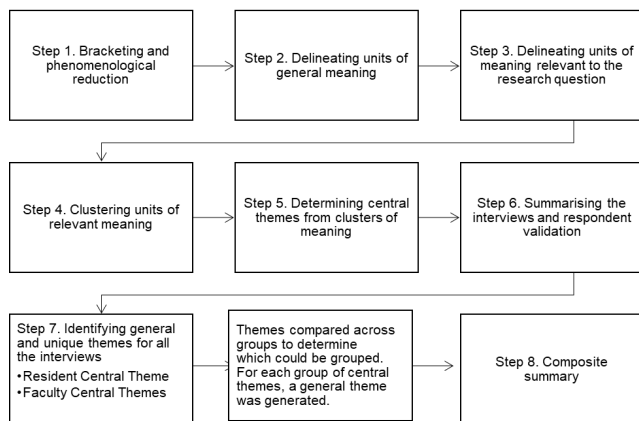 Step 1. Bracketing and
phenomenological
reduction
Step 2. Delineating units of
general meaning
Step 3. Delineating units of
meaning relevant to the
research question
Step 4. Clustering units of
relevant meaning
Step 5. Determining central
themes from clusters of
meaning
Step 6. Summarising the
interviews and respondent
validation
Step 7. Identifying general
and unique themes for all
the interviews
•Resident Central Theme
•Faculty Central Themes
Themes compared across
groups to determine
which could be grouped.
For each group of central
themes, a general theme
was generated.
Step 8. Composite
summary